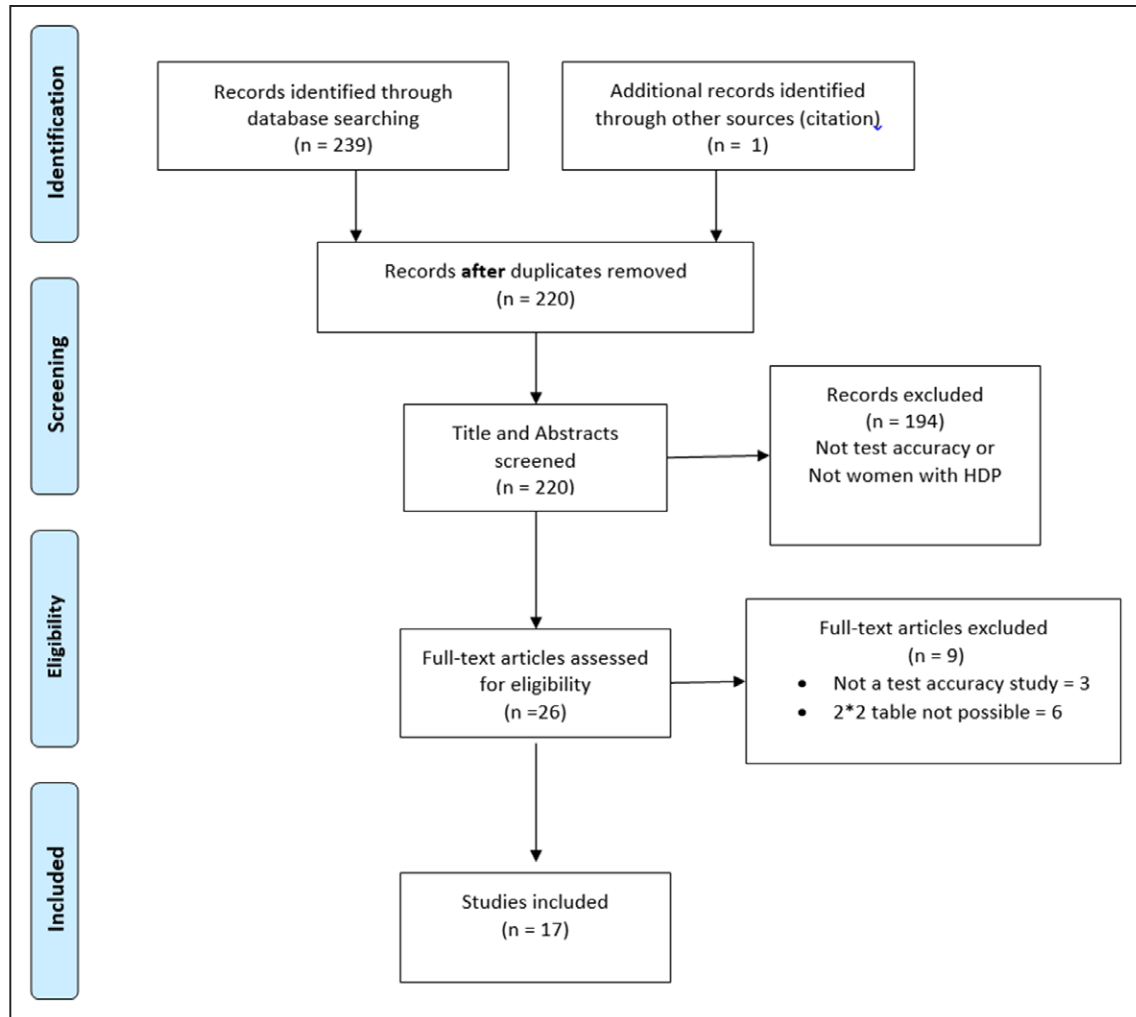 Identification
Records identified through
database searching
(n = 239)
Additional records identified
through other sources (citation)
(n = 1)
Records after duplicates removed
(n = 220)
Screening
Title and Abstracts
screened
(n = 220)
Records excluded
(n = 194)
Not test accuracy or
Not women with HDP
Eligibility
Full-text articles assessed
for eligibility
(n =26)
Full-text articles excluded
(n = 9)
• Not a test accuracy study = 3
• 2*2 table not possible = 6
Included
Studies included
(n = 17)